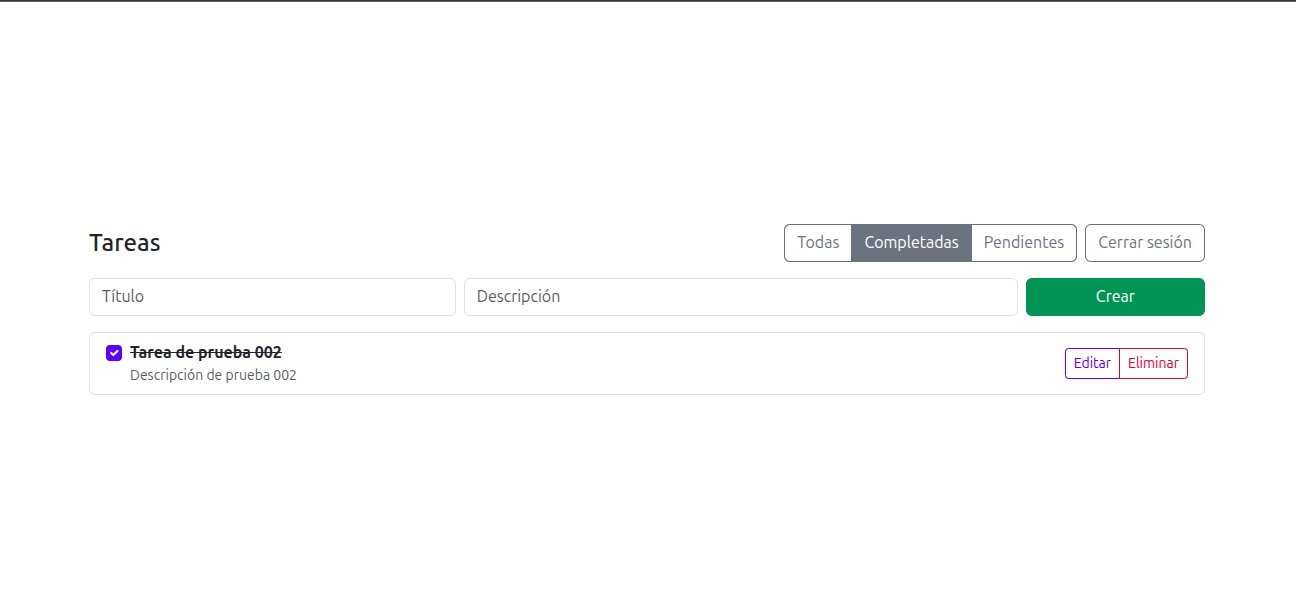 Tareas
Todas Completadas Pendientes Cerrar sesión
Título Descripción Crear
Tarea de prueba 002
Descripción de prueba 002
Editar Eliminar